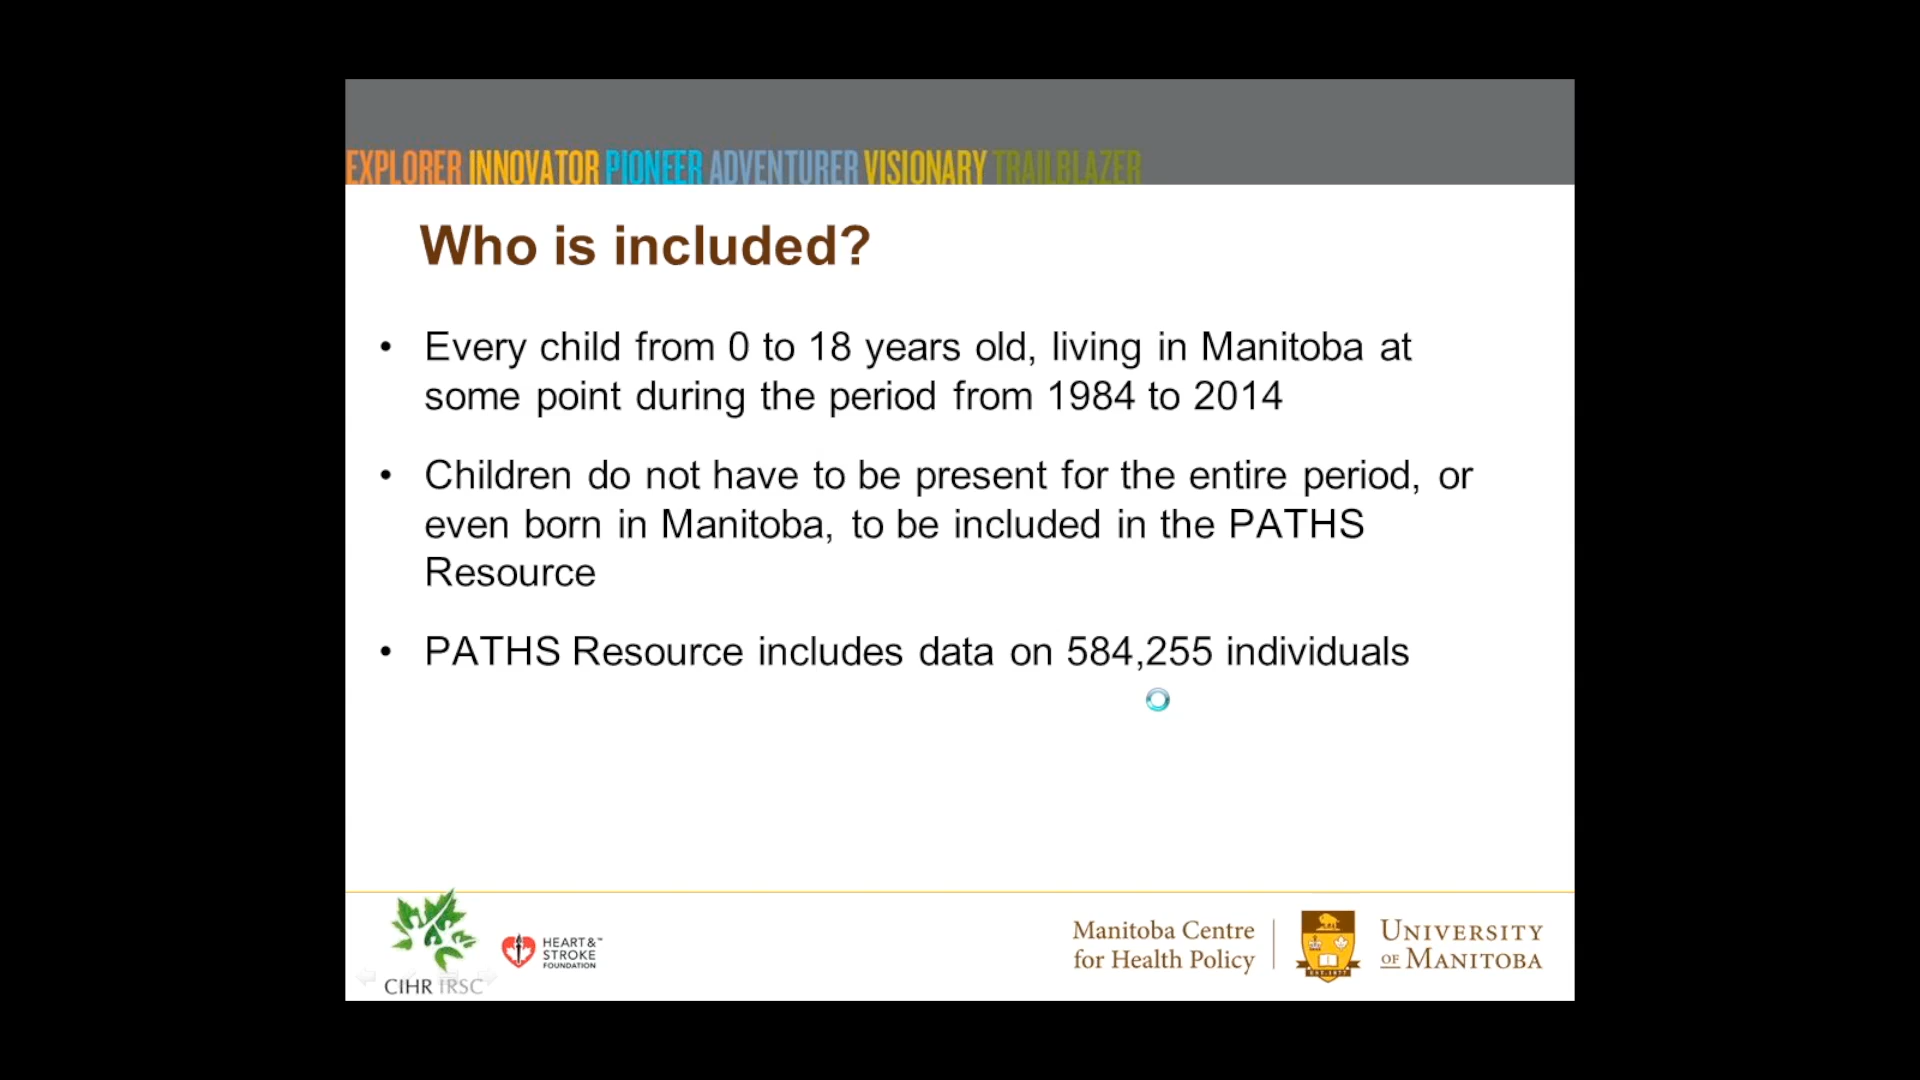 EXPLORER INNOVATOR PIONEER ADVENTURER VISIONARY TRAILBLAZER
Who is included?
• Every child from 0 to 18 years old, living in Manitoba at
some point during the period from 1984 to 2014
• Children do not have to be present for the entire period, or
even born in Manitoba, to be included in the PATHS
Resource
• PATHS Resource includes data on 584,255 individuals
CIHR IRSC
HEART &™
STROKE
FOUNDATION
Manitoba Centre
for Health Policy
EST. 1877
UNIVERSITY
OF MANITOBA